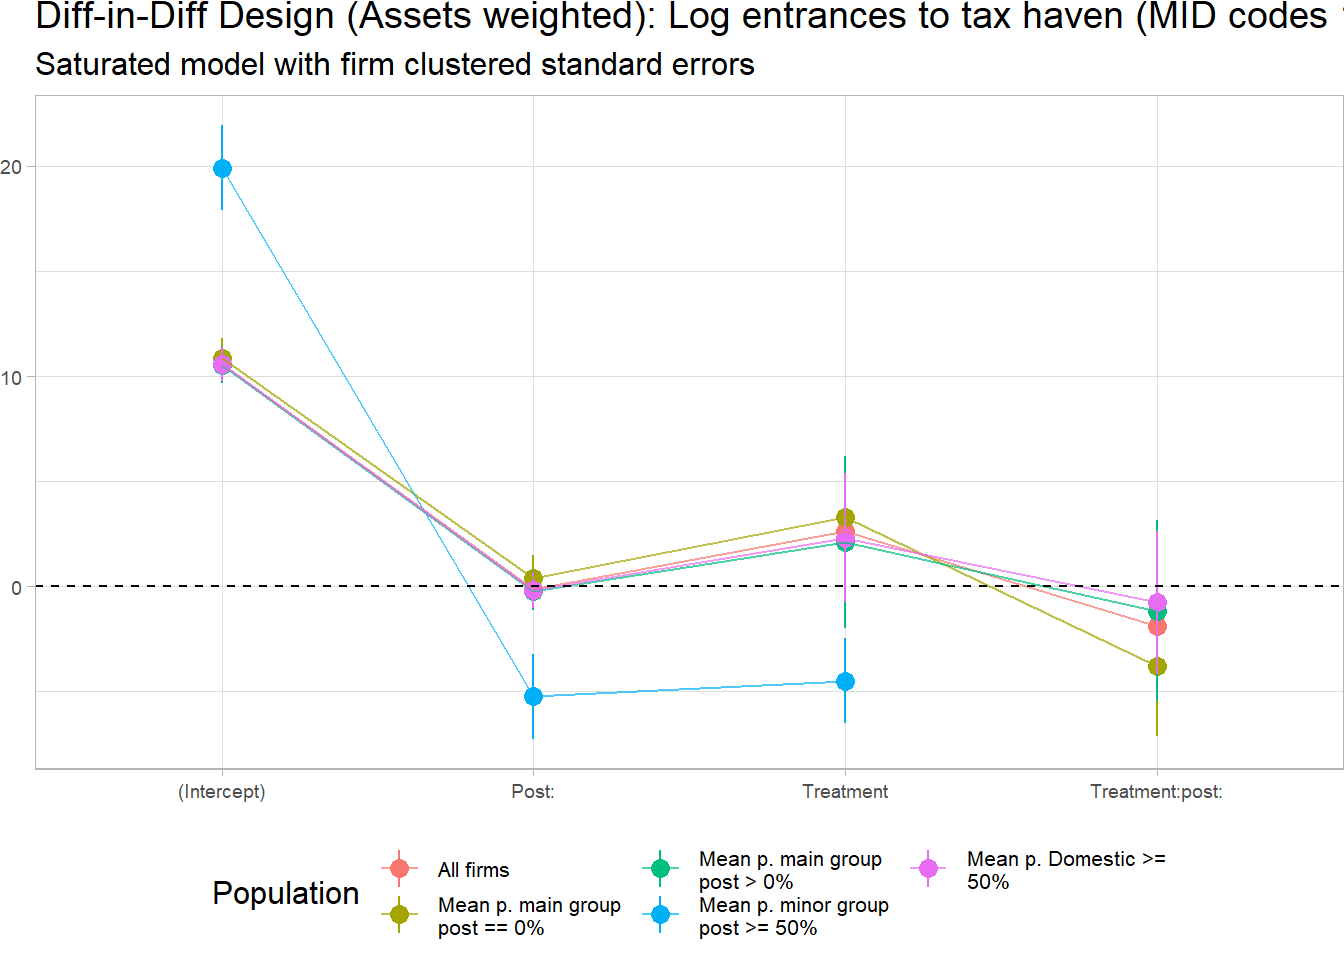 Diff-in-Diff Design (Assets weighted): Log entrances to tax haven (MID codes
Saturated model with firm clustered standard errors
20
10
0
(Intercept)
Post:
Treatment
Treatment:post:
Population
All firms
Mean p. main group
post == 0%
Mean p. main group
post > 0%
Mean p. minor group
post >= 50%
Mean p. Domestic >=
50%